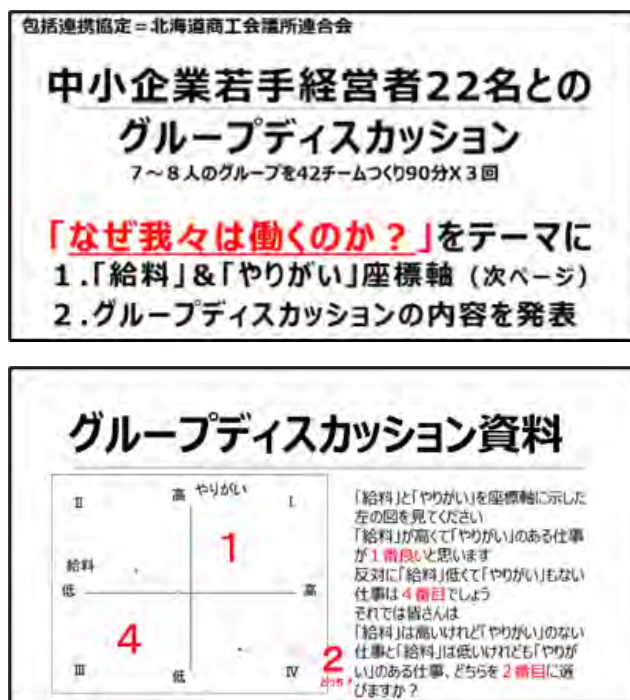 包括連携協定=北海道商工会議所連合会
中小企業若手経営者22名との
グループディスカッション
7~8人のグループを42チームつくり90分X3回
「なぜ我々は働くのか?」をテーマに
1.「給料」&「やりがい」座標軸(次ページ)
2.グループディスカッションの内容を発表
グループディスカッション資料
高 やりがい
II
I
1
給料
低
高
4
III
低
IV
2
どっち?
「給料」と「やりがい」を座標軸に示した
左の図を見てください
「給料」が高くて「やりがい」のある仕事
が1番良いと思います
反対に「給料」低くて「やりがい」もない
仕事は4番目でしょう
それでは皆さんは
「給料」は高いけれど「やりがい」のない
仕事と「給料」は低いけれども「やりが
い」のある仕事、どちらを2番目に選
びますか?